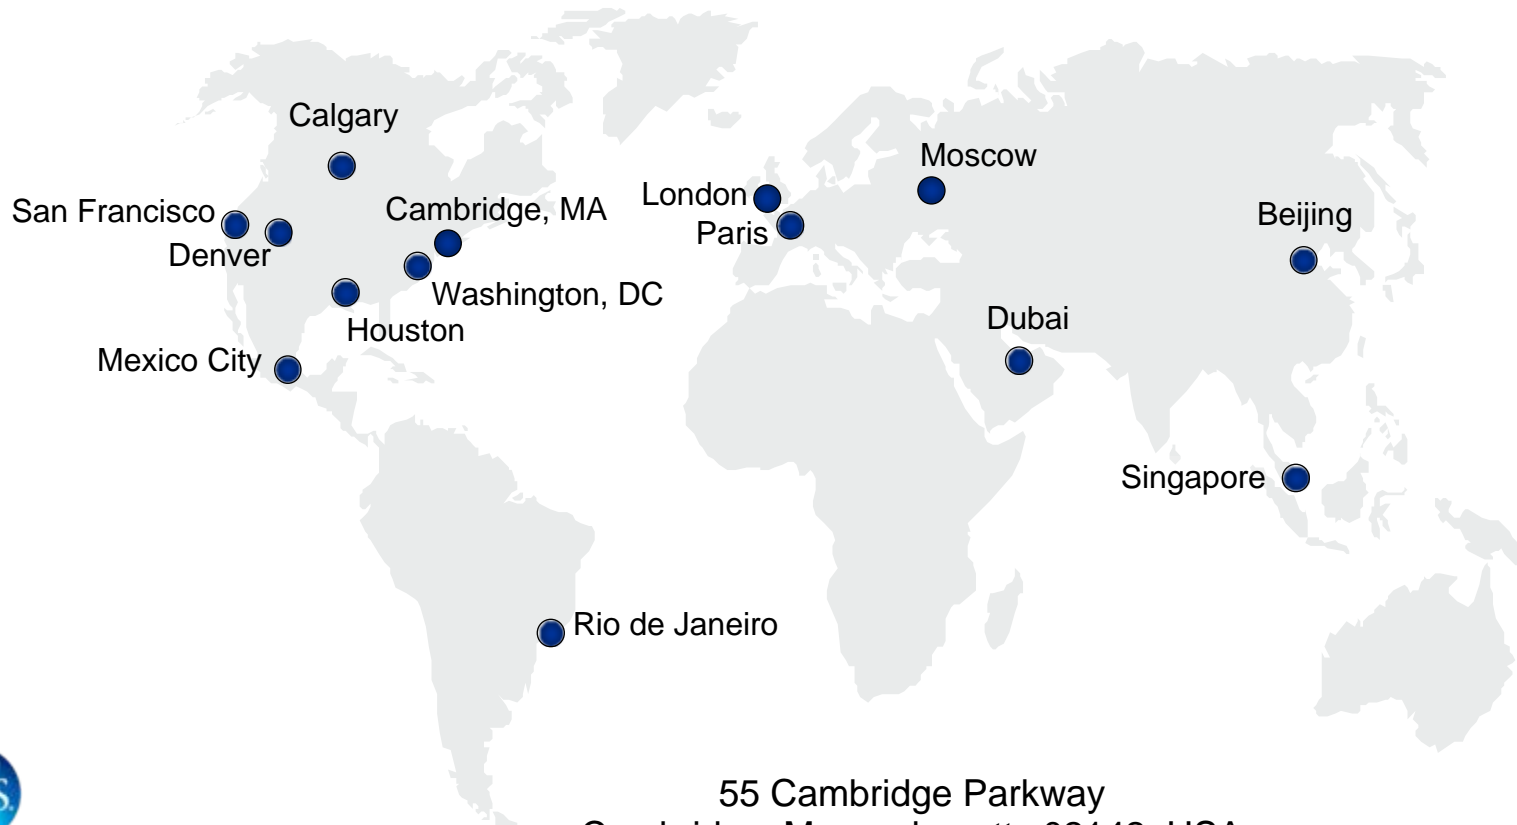 Calgary
Moscow
London
San Francisco
Cambridge, MA
Beijing
Paris
Denver
Washington, DC
Dubai
Houston
Mexico City
Singapore
Rio de Janeiro
55 Cambridge Parkway